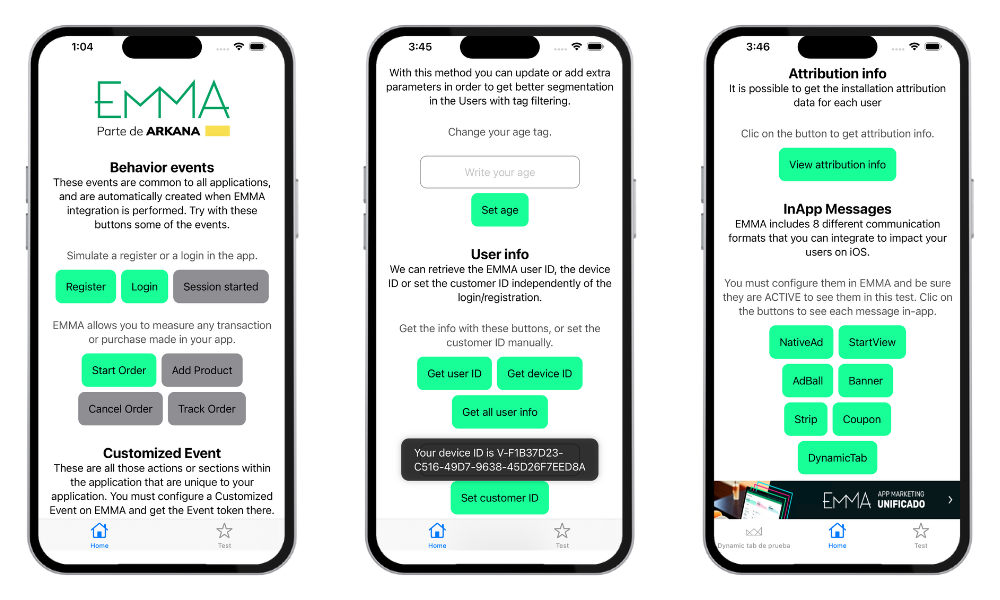 1:04
EMMA
Parte de ARKANA
Behavior events
These events are common to all applications,
and are automatically created when EMMA
integration is performed. Try with these
buttons some of the events.
Simulate a register or a login in the app.
Register
Login
Session started
EMMA allows you to measure any transaction
or purchase made in your app.
Start Order
Add Product
Cancel Order
Track Order
Customized Event
These are all those actions or sections within
the application that are unique to your
application. You must configure a Customized
Event on EMMA and get the Event token there.
Home
Test
3:45
With this method you can update or add extra
parameters in order to get better segmentation
in the Users with tag filtering.
Change your age tag.
Write your age
Set age
User info
We can retrieve the EMMA user ID, the device
ID or set the customer ID independently of the
login/registration.
Get the info with these buttons, or set the
customer ID manually.
Get user ID
Get device ID
Get all user info
Your device ID is V-F1B37D23-
C516-49D7-9638-45D26F7EED8A
Set customer ID
Home
Test
3:46
Attribution info
It is possible to get the installation attribution
data for each user
Clic on the button to get attribution info.
View attribution info
InApp Messages
EMMA includes 8 different communication
formats that you can integrate to impact your
users on iOS.
You must configure them in EMMA and be sure
they are ACTIVE to see them in this test. Clic on
the buttons to see each message in-app.
NativeAd
StartView
AdBall
Banner
Strip
Coupon
DynamicTab
EMMA
APP MARKETING
UNIFICADO
Dynamic tab de prueba
Home
Test